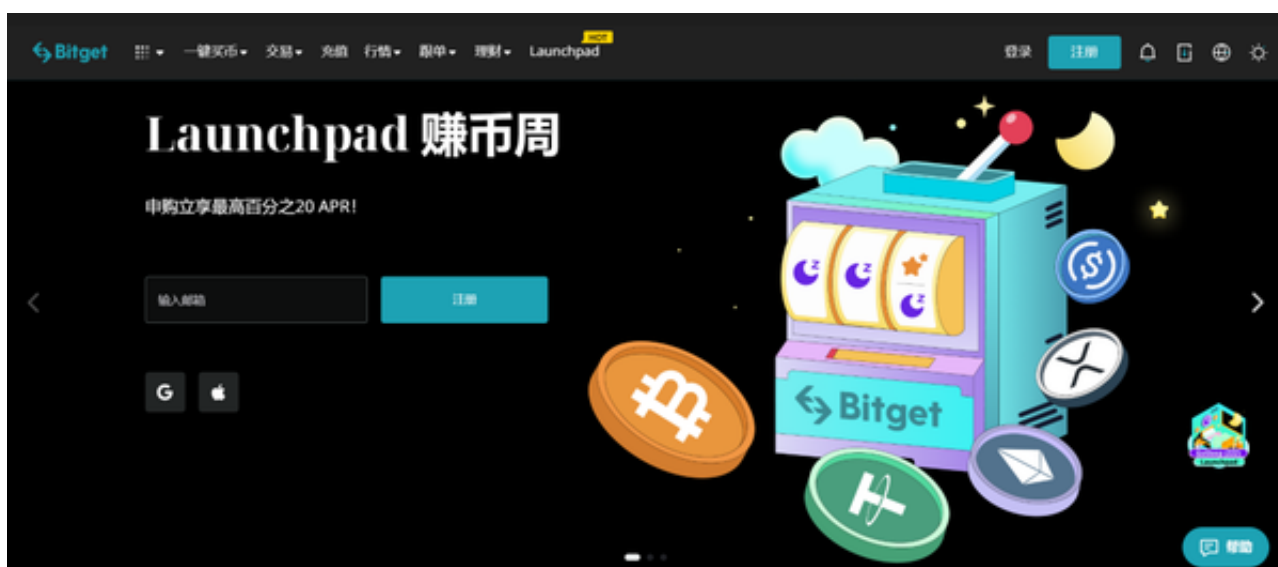 Bitget
一键买币
交易
充值
行情
跟单
理财
Launchpad
HOT
登录
注册
Launchpad 赚币周
申购立享最高百分之20 APR!
输入邮箱
注册
G
Bitget
Launchpad
帮助